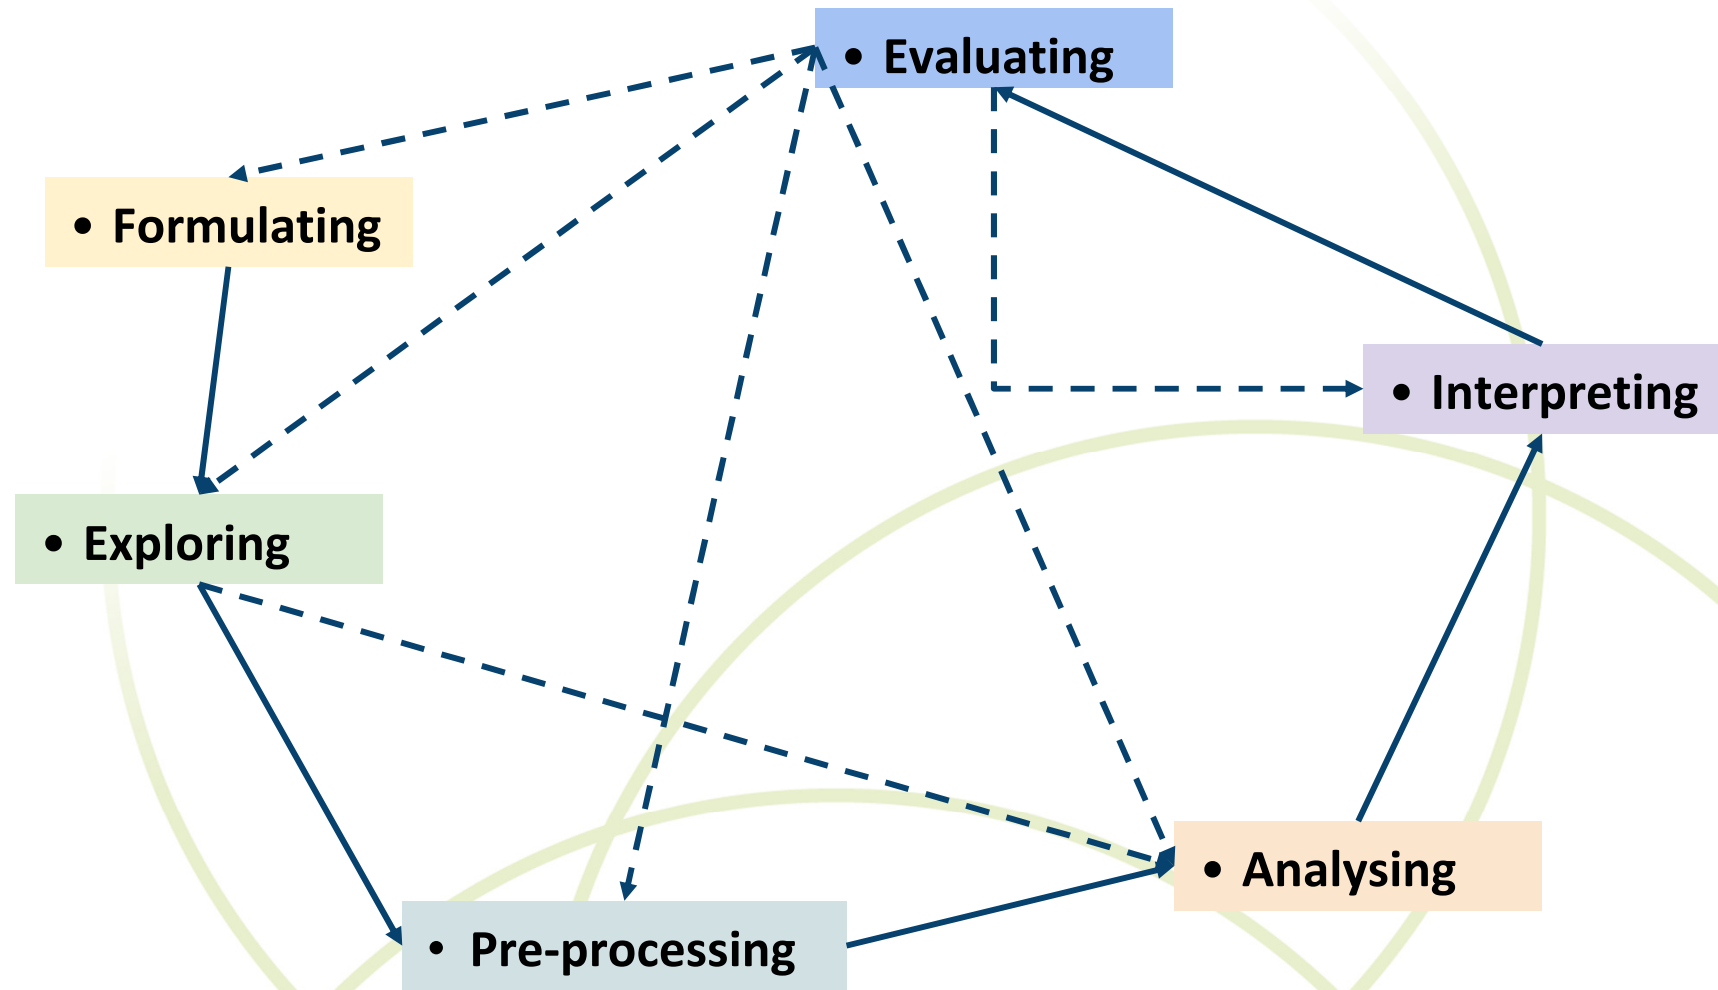 • Evaluating
• Formulating
• Interpreting
• Exploring
• Analysing
• Pre-processing